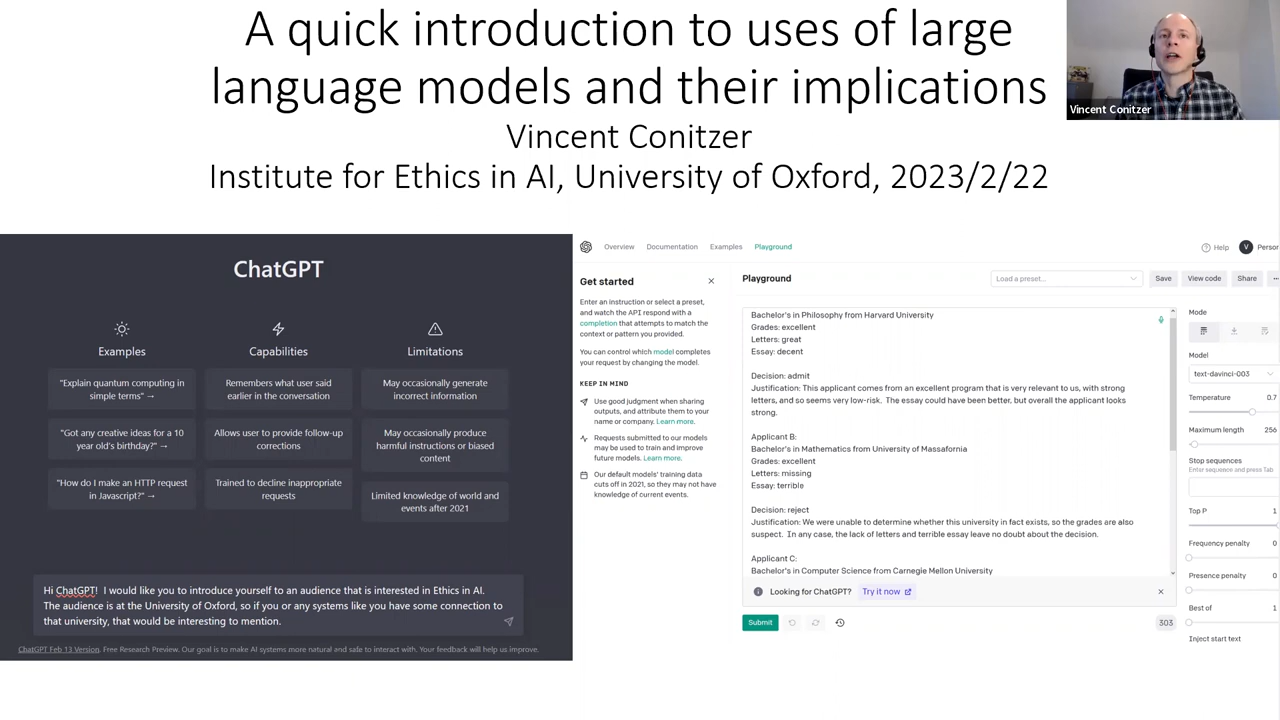 A quick introduction to uses of large
language models and their implications
Vincent Conitzer
Institute for Ethics in AI, University of Oxford, 2023/2/22
Vincent Conitzer
ChatGPT
Examples
Capabilities
Limitations
"Explain quantum computing in
simple terms" →
Remembers what user said
earlier in the conversation
May occasionally generate
incorrect information
"Got any creative ideas for a 10
year old's birthday?" →
Allows user to provide follow-up
corrections
May occasionally produce
harmful instructions or biased
content
"How do I make an HTTP request
in Javascript?" →
Trained to decline inappropriate
requests
Limited knowledge of world and
events after 2021
Hi ChatGPT!  I would like you to introduce yourself to an audience that is interested in Ethics in AI.
The audience is at the University of Oxford, so if you or any systems like you have some connection to
that university, that would be interesting to mention.
ChatGPT Feb 13 Version. Free Research Preview. Our goal is to make AI systems more natural and safe to interact with. Your feedback will help us improve.
Overview Documentation Examples Playground
Help V Person
Get started
Enter an instruction or select a preset,
and watch the API respond with a
completion that attempts to match the
context or pattern you provided.
You can control which model completes
your request by changing the model.
KEEP IN MIND
Use good judgment when sharing
outputs, and attribute them to your
name or company. Learn more.
Requests submitted to our models
may be used to train and improve
future models. Learn more.
Our default models' training data
cuts off in 2021, so they may not have
knowledge of current events.
Playground
Load a preset...
Save View code Share ...
Bachelor's in Philosophy from Harvard University
Grades: excellent
Letters: great
Essay: decent
Decision: admit
Justification: This applicant comes from an excellent program that is very relevant to us, with strong
letters, and so seems very low-risk.  The essay could have been better, but overall the applicant looks
strong.
Applicant B:
Bachelor's in Mathematics from University of Massafornia
Grades: excellent
Letters: missing
Essay: terrible
Decision: reject
Justification: We were unable to determine whether this university in fact exists, so the grades are also
suspect.  In any case, the lack of letters and terrible essay leave no doubt about the decision.
Applicant C:
Bachelor's in Computer Science from Carnegie Mellon University
Looking for ChatGPT? Try it now
Submit
303
Mode
Model
text-davinci-003
Temperature 0.7
Maximum length 256
Stop sequences
Enter sequence and press Tab
Top P 1
Frequency penalty 0
Presence penalty 0
Best of 1
Inject start text